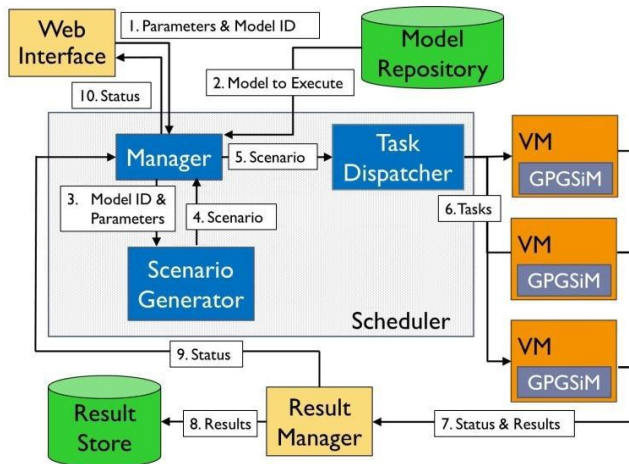 Web
Interface
1. Parameters & Model ID
Model
Repository
2. Model to Execute
10. Status
Manager
5. Scenario
Task
Dispatcher
VM
GPGSiM
3. Model ID &
Parameters
4. Scenario
6. Tasks
VM
GPGSiM
Scenario
Generator
Scheduler
VM
GPGSiM
9. Status
Result
Store
8. Results
Result
Manager
7. Status & Results